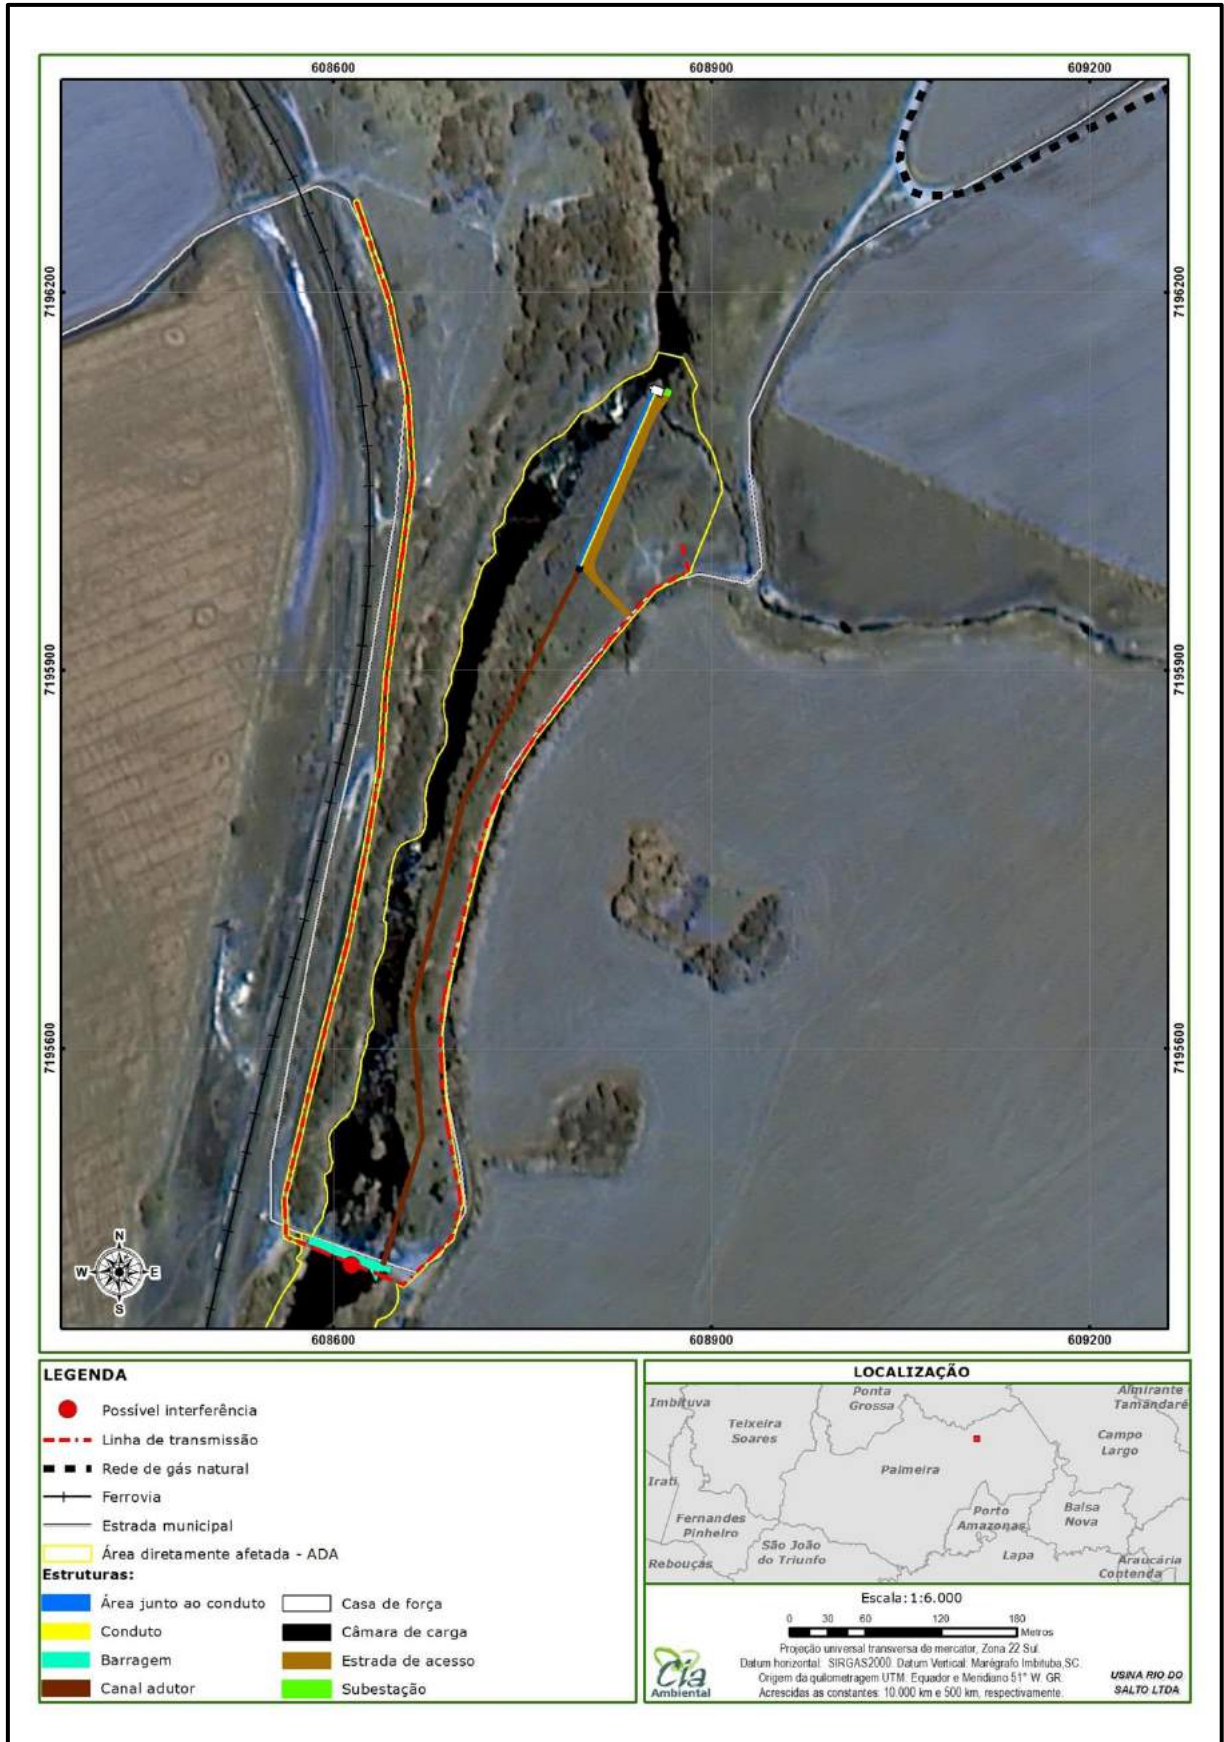 608600 608900 609200
7196200 7196200
7195900 7195900
7195600 7195600
N
W E
S
608600 608900 609200
LEGENDA
Possível interferência
Linha de transmissão
Rede de gás natural
Ferrovia
Estrada municipal
Área diretamente afetada - ADA
Estruturas:
Área junto ao conduto
Casa de força
Conduto
Câmara de carga
Barragem
Estrada de acesso
Canal adutor
Subestação
LOCALIZAÇÃO
Imbituva
Ponta
Grossa
Almirante
Tamandaré
Teixeira
Soares
Campo
Largo
Irati
Palmeira
Fernandes
Pinheiro
Porto
Amazonas
Balsa
Nova
São João
do Triunfo
Lapa
Rebouças
Araucária
Contenda
Escala: 1:6.000
0 30 60 120 180
Metros
Projeção universal transversa de mercator, Zona 22 Sul.
Datum horizontal: SIRGAS2000. Datum Vertical: Marégrafo Imbituba,SC.
Origem da quilometragem UTM: Equador e Meridiano 51° W. GR.
Acrescidas as constantes: 10.000 km e 500 km, respectivamente.
Cia
Ambiental
USINA RIO DO
SALTO LTDA